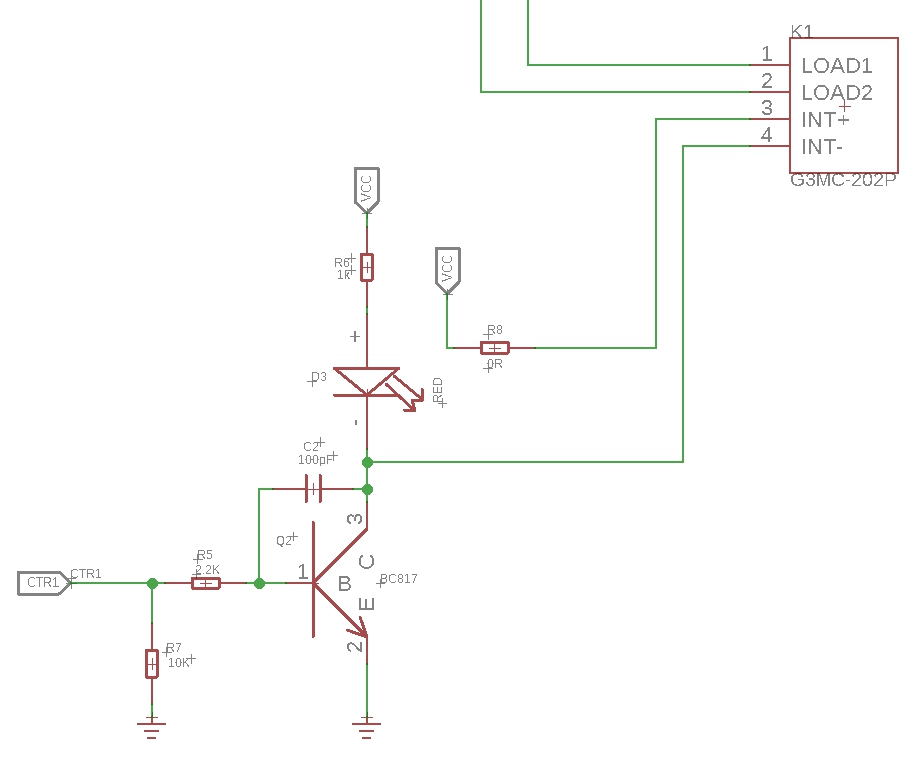 K1
1 LOAD1
2 LOAD2
3 INT+
4 INT-
G3MC-202P
VCC
R6
1K
VCC
R8
0R
+
D3
RED
-
C2
100pF
3
Q2
C
CTR1
CTR1
R5
2.2K
1
B
BC817
E
2
R7
10K